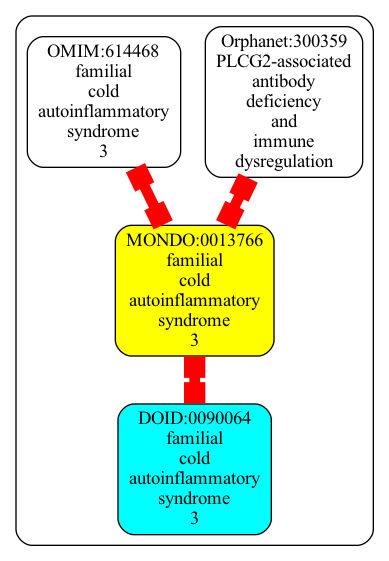 OMIM:614468
familial
cold
autoinflammatory
syndrome
3
Orphanet:300359
PLCG2-associated
antibody
deficiency
and
immune
dysregulation
MONDO:0013766
familial
cold
autoinflammatory
syndrome
3
DOID:0090064
familial
cold
autoinflammatory
syndrome
3